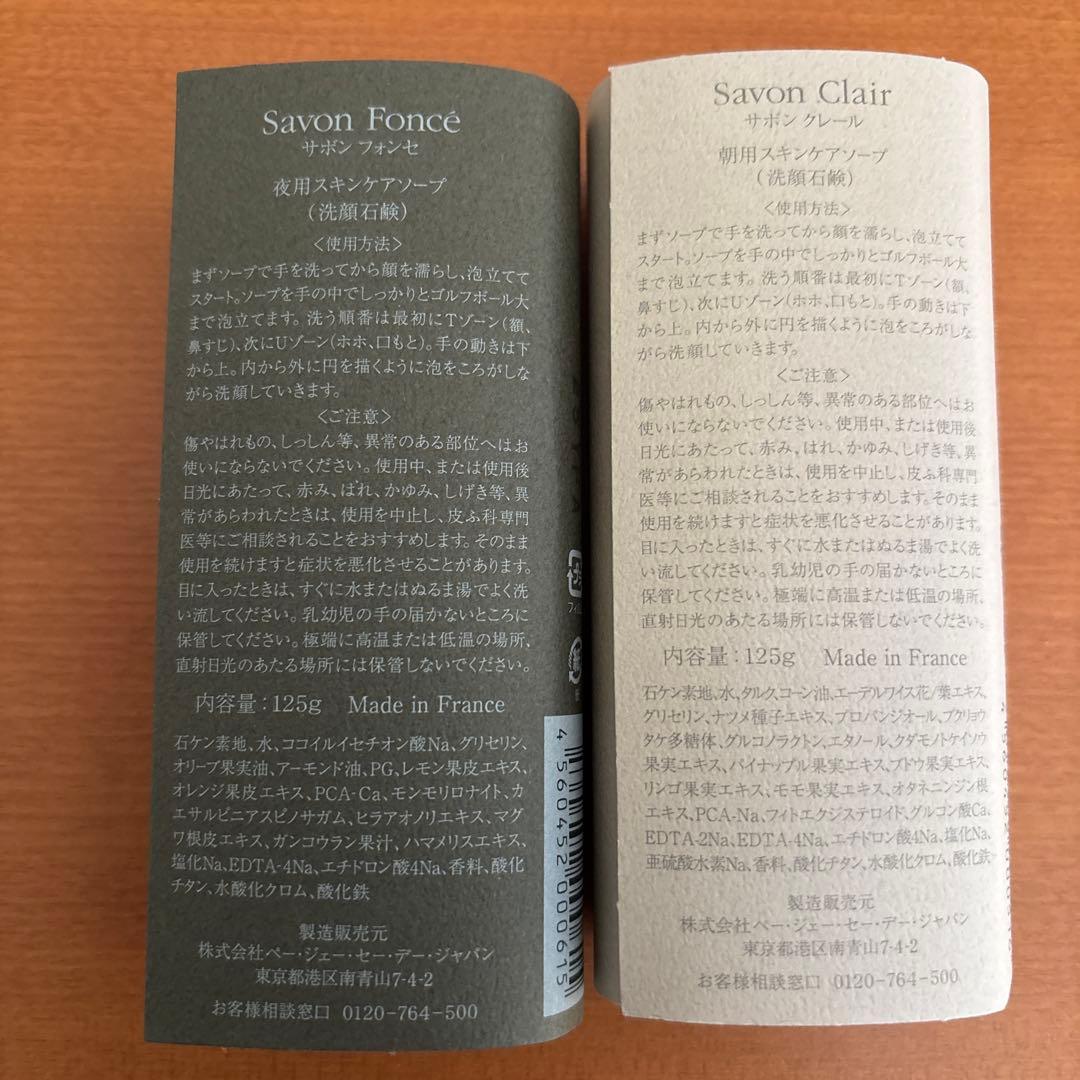 Savon Foncé
サボン フォンセ
夜用スキンケアソープ
(洗顔石鹸)
<使用方法>
まずソープで手を洗ってから顔を濡らし、泡立てて
スタート。ソープを手の中でしっかりとゴルフボール大
まで泡立てます。洗う順番は最初にTゾーン(額、
鼻すじ)、次にUゾーン(ホホ、口もと)。手の動きは下
から上。内から外に円を描くように泡をころがしな
がら洗顔していきます。
<ご注意>
傷やはれもの、しっしん等、異常のある部位へはお
使いにならないでください。使用中、または使用後
日光にあたって、赤み、はれ、かゆみ、しげき等、異
常があらわれたときは、使用を中止し、皮ふ科専門
医等にご相談されることをおすすめします。そのまま
使用を続けますと症状を悪化させることがあります。
目に入ったときは、すぐに水またはぬるま湯でよく洗
い流してください。乳幼児の手の届かないところに
保管してください。極端に高温または低温の場所、
直射日光のあたる場所には保管しないでください。
内容量:125g Made in France
石ケン素地、水、ココイルイセチオン酸Na、グリセリン、
オリーブ果実油、アーモンド油、PG、レモン果皮エキス、
オレンジ果皮エキス、PCA-Ca、モンモリロナイト、カ
エサルピニアスピノサガム、ヒラアオノリエキス、マグ
ワ根皮エキス、ガンコウラン果汁、ハマメリスエキス、
塩化Na、EDTA-4Na、エチドロン酸4Na、香料、酸化
チタン、水酸化クロム、酸化鉄
製造販売元
株式会社ペー・ジェー・セー・デー・ジャパン
東京都港区南青山7-4-2
お客様相談窓口 0120-764-500
4560452000615
Savon Clair
サボン クレール
朝用スキンケアソープ
(洗顔石鹸)
<使用方法>
まずソープで手を洗ってから顔を濡らし、泡立てて
スタート。ソープを手の中でしっかりとゴルフボール大
まで泡立てます。洗う順番は最初にTゾーン(額、
鼻すじ)、次にUゾーン(ホホ、口もと)。手の動きは下
から上。内から外に円を描くように泡をころがしな
がら洗顔していきます。
<ご注意>
傷やはれもの、しっしん等、異常のある部位へはお
使いにならないでください。使用中、または使用後
日光にあたって、赤み、はれ、かゆみ、しげき等、異
常があらわれたときは、使用を中止し、皮ふ科専門
医等にご相談されることをおすすめします。そのまま
使用を続けますと症状を悪化させることがあります。
目に入ったときは、すぐに水またはぬるま湯でよく洗
い流してください。乳幼児の手の届かないところに
保管してください。極端に高温または低温の場所、
直射日光のあたる場所には保管しないでください。
内容量:125g Made in France
石ケン素地、水、タルク、コーン油、エーデルワイス花/葉エキス、
グリセリン、ナツメ種子エキス、プロパンジオール、ブクリョウ
タケ多糖体、グルコノラクトン、エタノール、クダモノトケイソウ
果実エキス、パイナップル果実エキス、ブドウ果実エキス、
リンゴ果実エキス、モモ果実エキス、オタネニンジン根
エキス、PCA-Na、フィトエクジステロイド、グルコン酸Ca、
EDTA-2Na、EDTA-4Na、エチドロン酸4Na、塩化Na、
亜硫酸水素Na、香料、酸化チタン、水酸化クロム、酸化鉄
製造販売元
株式会社ペー・ジェー・セー・デー・ジャパン
東京都港区南青山7-4-2
お客様相談窓口 0120-764-500